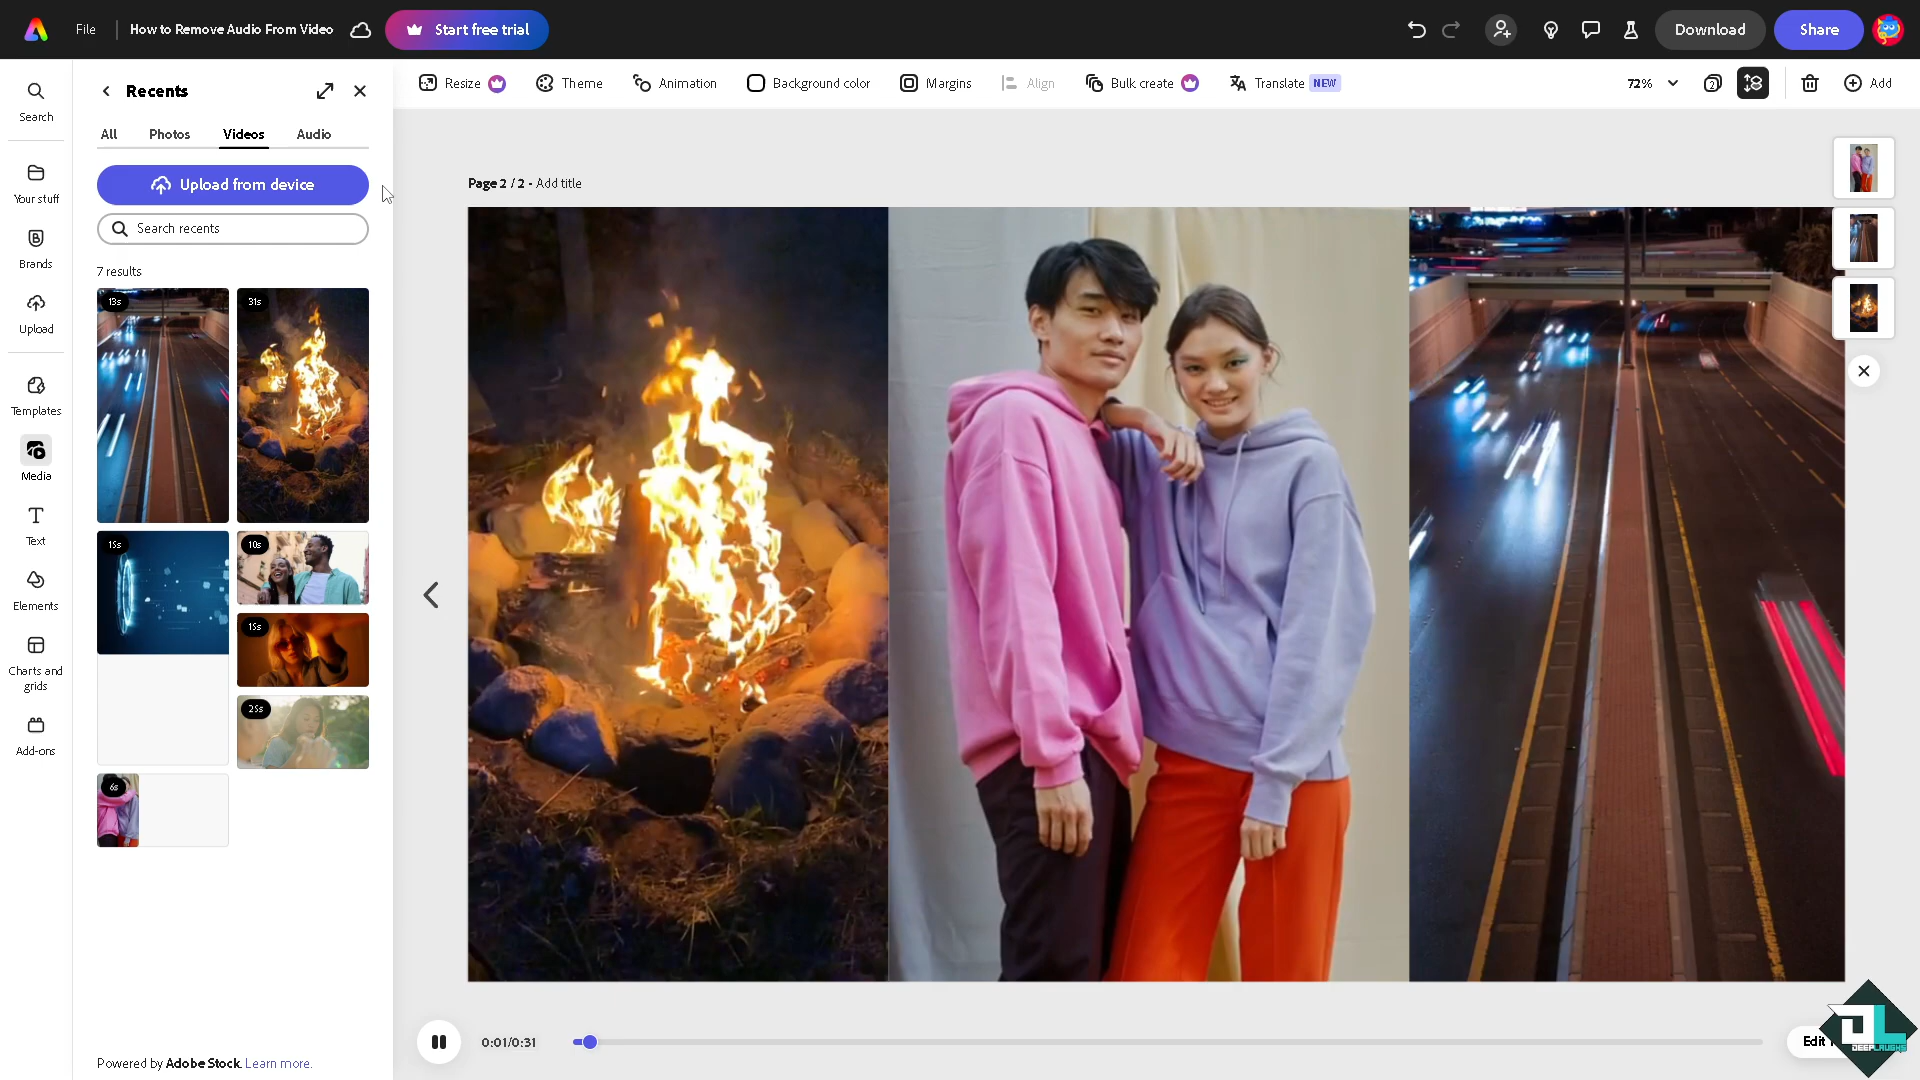 File
How to Remove Audio From Video
Start free trial
Download
Share
Search
Your stuff
Brands
Upload
Templates
Media
Text
Elements
Charts and
grids
Add-ons
Recents
All Photos Videos Audio
Upload from device
Search recents
7 results
13s
31s
15s
10s
15s
25s
6s
Powered by Adobe Stock. Learn more.
Resize
Theme
Animation
Background color
Margins
Align
Bulk create
Translate NEW
72%
2
Add
Page 2 / 2 - Add title
0:01/0:31
Edit
DEEPLAUGHS